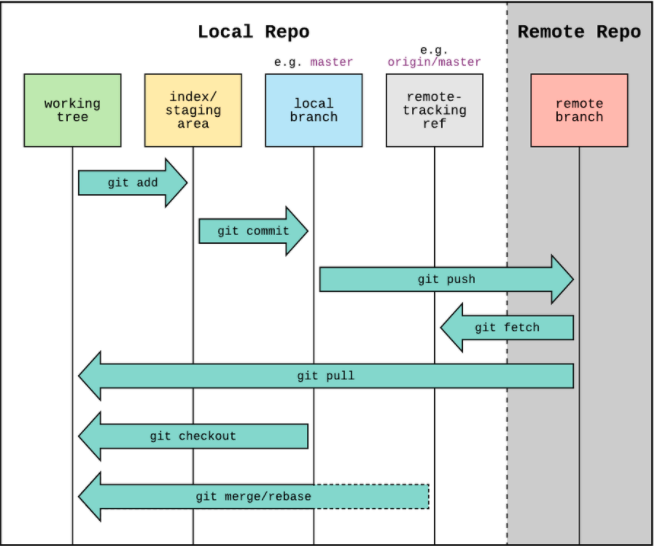 Local Repo
Remote Repo
e.g. master
e.g.
origin/master
working
tree
index/
staging
area
local
branch
remote-
tracking
ref
remote
branch
git add
git commit
git push
git fetch
git pull
git checkout
git merge/rebase